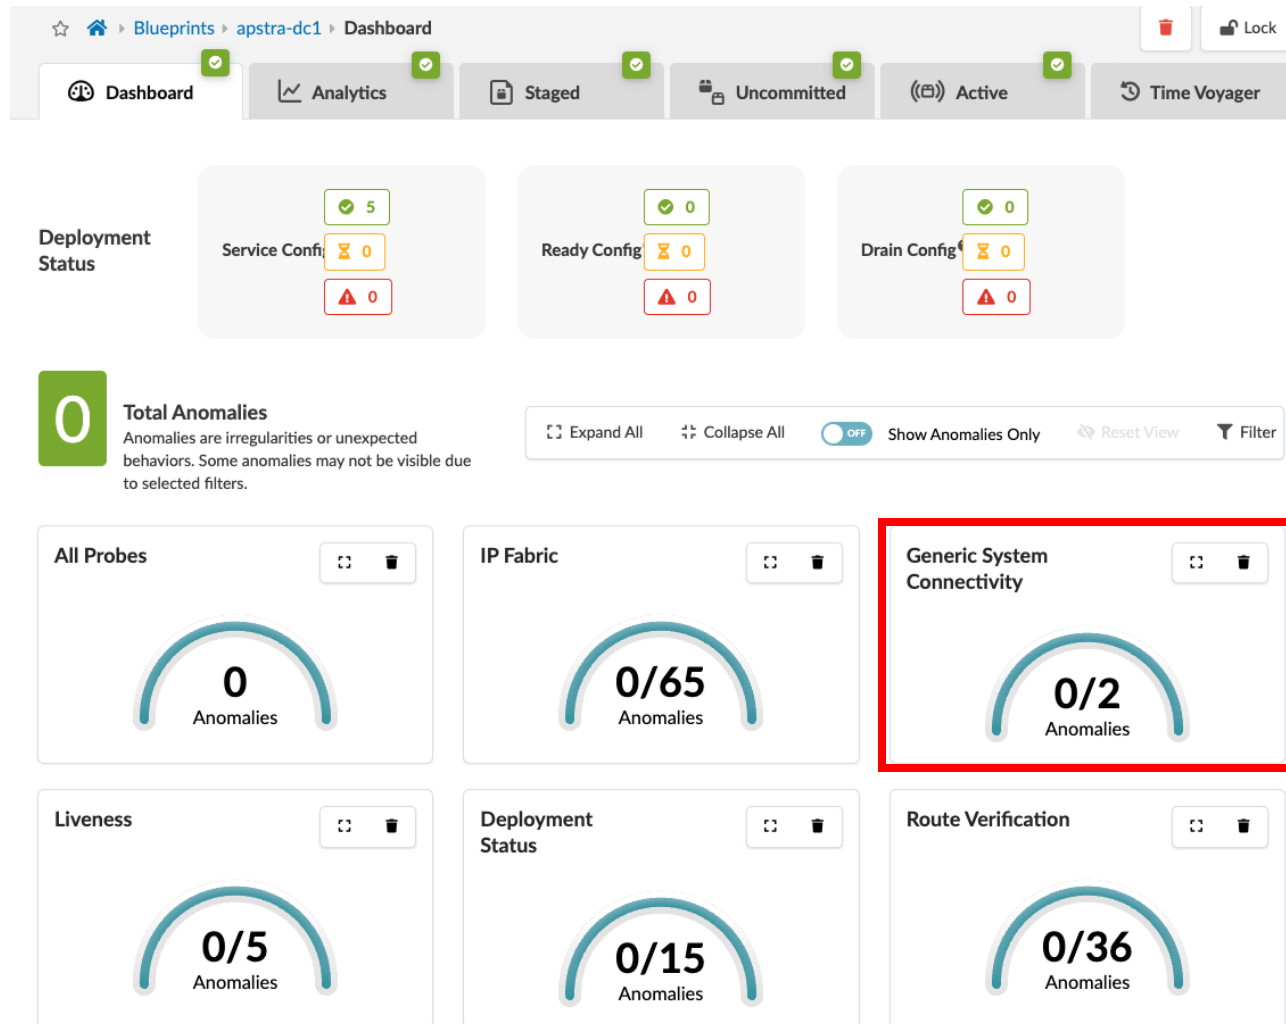 Blueprints apstra-dc1 Dashboard
Lock
Dashboard Analytics Staged Uncommitted Active Time Voyager
Deployment
Status
Service Config
5
0
0
Ready Config
0
0
0
Drain Config
0
0
0
0
Total Anomalies
Anomalies are irregularities or unexpected
behaviors. Some anomalies may not be visible due
to selected filters.
Expand All Collapse All OFF Show Anomalies Only Reset View Filter
All Probes
0
Anomalies
IP Fabric
0/65
Anomalies
Generic System
Connectivity
0/2
Anomalies
Liveness
0/5
Anomalies
Deployment
Status
0/15
Anomalies
Route Verification
0/36
Anomalies